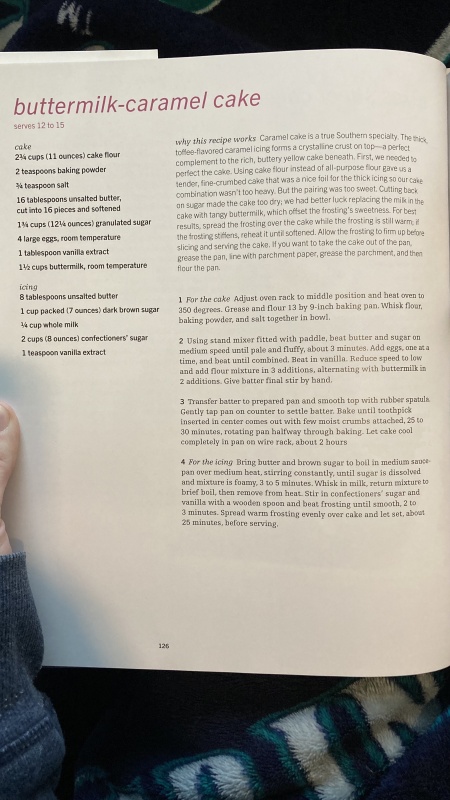 buttermilk-caramel cake
serves 12 to 15
cake
2¾ cups (11 ounces) cake flour
2 teaspoons baking powder
¾ teaspoon salt
16 tablespoons unsalted butter,
cut into 16 pieces and softened
1¾ cups (12¼ ounces) granulated sugar
4 large eggs, room temperature
1 tablespoon vanilla extract
1½ cups buttermilk, room temperature
icing
8 tablespoons unsalted butter
1 cup packed (7 ounces) dark brown sugar
¼ cup whole milk
2 cups (8 ounces) confectioners' sugar
1 teaspoon vanilla extract
why this recipe works Caramel cake is a true Southern specialty. The thick,
toffee-flavored caramel icing forms a crystalline crust on top—a perfect
complement to the rich, buttery yellow cake beneath. First, we needed to
perfect the cake. Using cake flour instead of all-purpose flour gave us a
tender, fine-crumbed cake that was a nice foil for the thick icing so our cake
combination wasn't too heavy. But the pairing was too sweet. Cutting back
on sugar made the cake too dry; we had better luck replacing the milk in the
cake with tangy buttermilk, which offset the frosting's sweetness. For best
results, spread the frosting over the cake while the frosting is still warm; if
the frosting stiffens, reheat it until softened. Allow the frosting to firm up before
slicing and serving the cake. If you want to take the cake out of the pan,
grease the pan, line with parchment paper, grease the parchment, and then
flour the pan.
1 For the cake Adjust oven rack to middle position and heat oven to
350 degrees. Grease and flour 13 by 9-inch baking pan. Whisk flour,
baking powder, and salt together in bowl.
2 Using stand mixer fitted with paddle, beat butter and sugar on
medium speed until pale and fluffy, about 3 minutes. Add eggs, one at a
time, and beat until combined. Beat in vanilla. Reduce speed to low
and add flour mixture in 3 additions, alternating with buttermilk in
2 additions. Give batter final stir by hand.
3 Transfer batter to prepared pan and smooth top with rubber spatula.
Gently tap pan on counter to settle batter. Bake until toothpick
inserted in center comes out with few moist crumbs attached, 25 to
30 minutes, rotating pan halfway through baking. Let cake cool
completely in pan on wire rack, about 2 hours
4 For the icing Bring butter and brown sugar to boil in medium sauce-
pan over medium heat, stirring constantly, until sugar is dissolved
and mixture is foamy, 3 to 5 minutes. Whisk in milk, return mixture to
brief boil, then remove from heat. Stir in confectioners' sugar and
vanilla with a wooden spoon and beat frosting until smooth, 2 to
3 minutes. Spread warm frosting evenly over cake and let set, about
25 minutes, before serving.
126